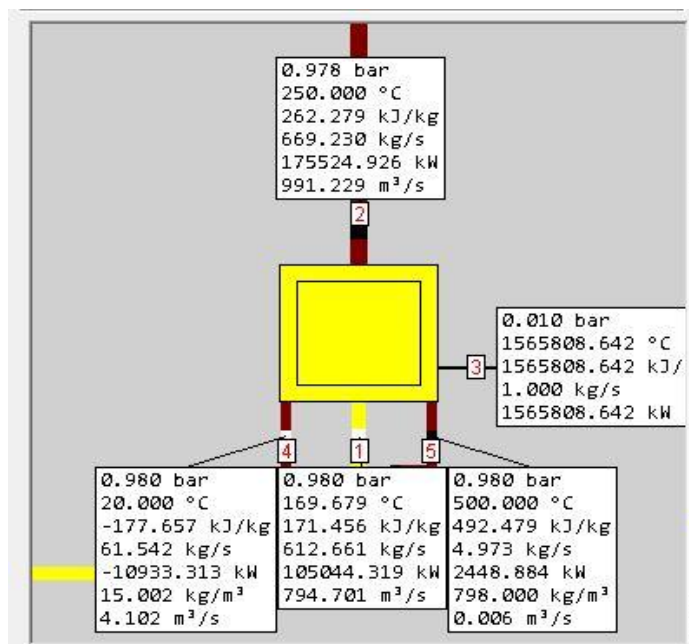 0.978 bar
250.000 °C
262.279 kJ/kg
669.230 kg/s
175524.926 kW
991.229 m³/s
2
0.010 bar
1565808.642 °C
1565808.642 kJ/
1.000 kg/s
1565808.642 kW
3
4
1
5
0.980 bar
20.000 °C
-177.657 kJ/kg
61.542 kg/s
-10933.313 kW
15.002 kg/m³
4.102 m³/s
0.980 bar
169.679 °C
171.456 kJ/kg
612.661 kg/s
105044.319 kW
794.701 m³/s
0.980 bar
500.000 °C
492.479 kJ/kg
4.973 kg/s
2448.884 kW
798.000 kg/m³
0.006 m³/s